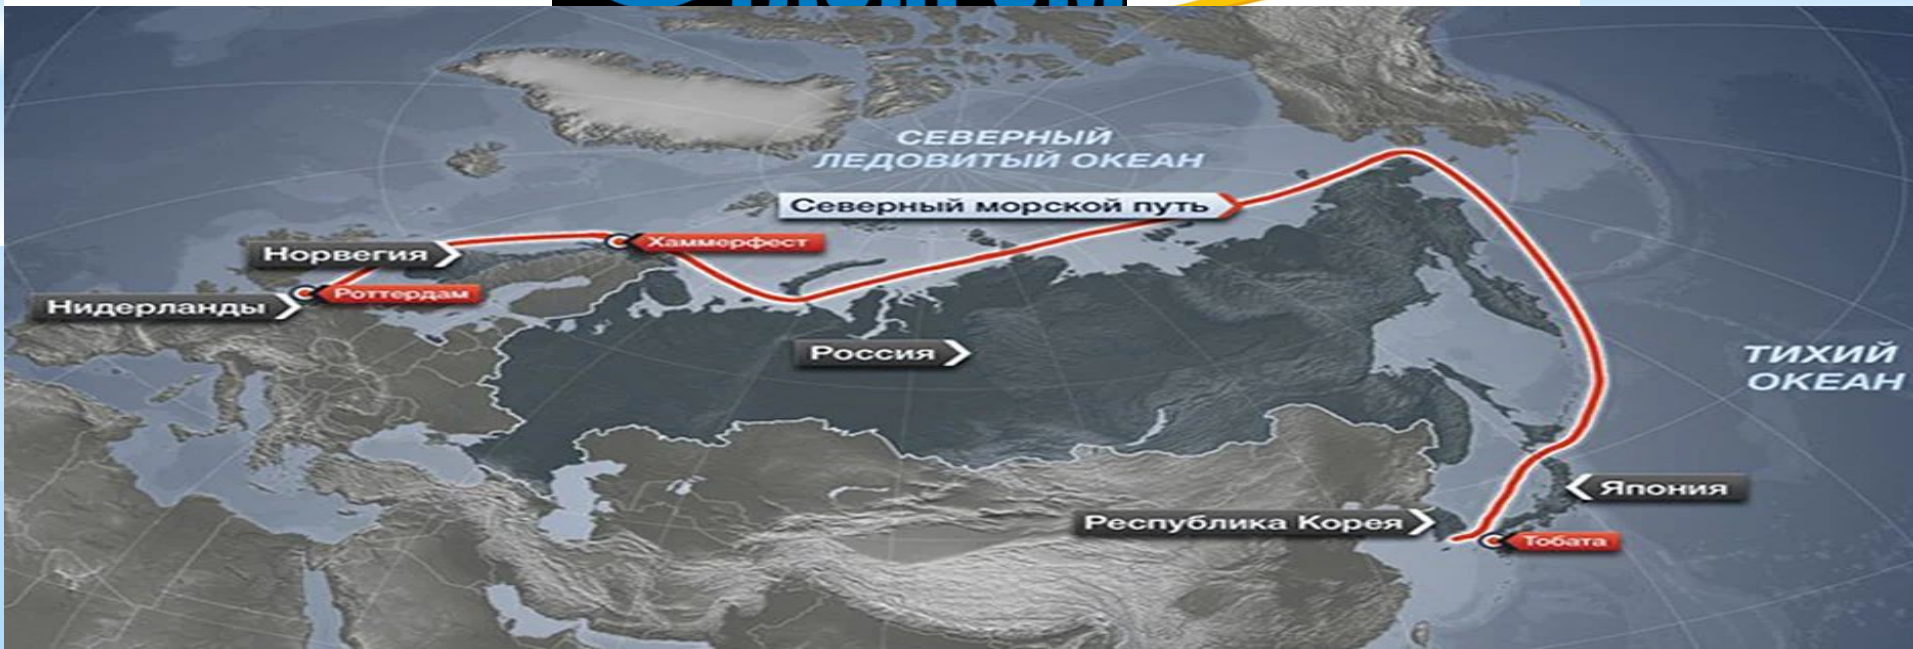 СЕВЕРНЫЙ
ЛЕДОВИТЫЙ ОКЕАН
Северный морской путь
Хаммерфест
Норвегия
Роттердам
Нидерланды
Россия
ТИХИЙ
ОКЕАН
Япония
Республика Корея
Тобата